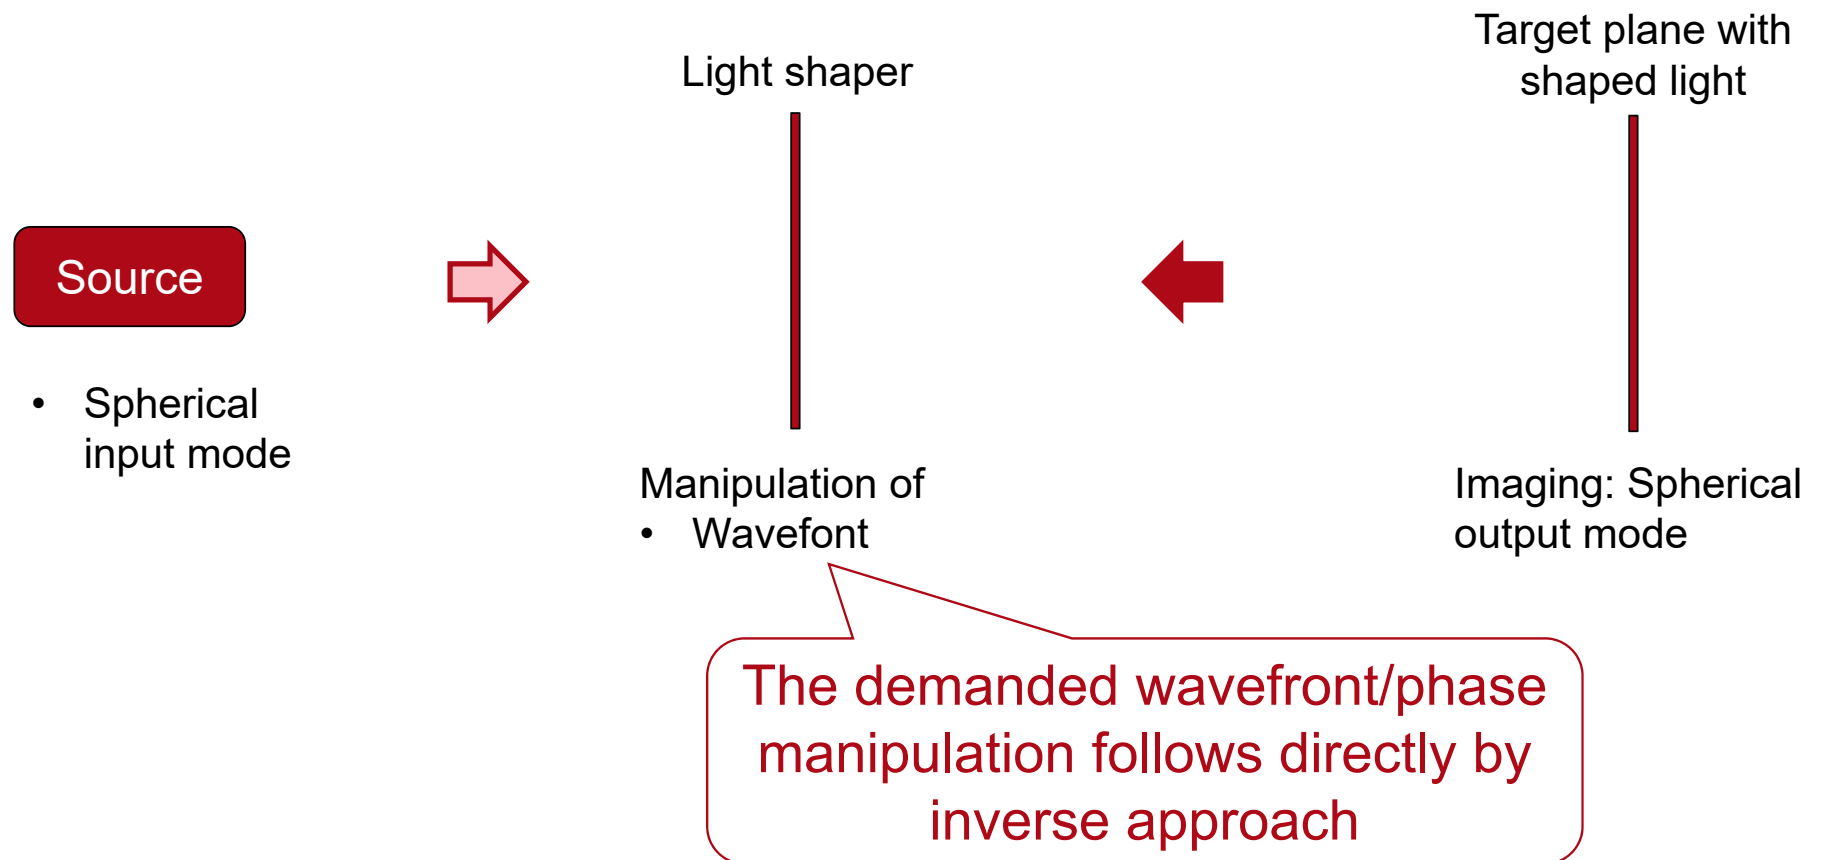 Target plane with
shaped light
Light shaper
Source
• Spherical
input mode
Manipulation of
• Wavefont
Imaging: Spherical
output mode
The demanded wavefront/phase
manipulation follows directly by
inverse approach